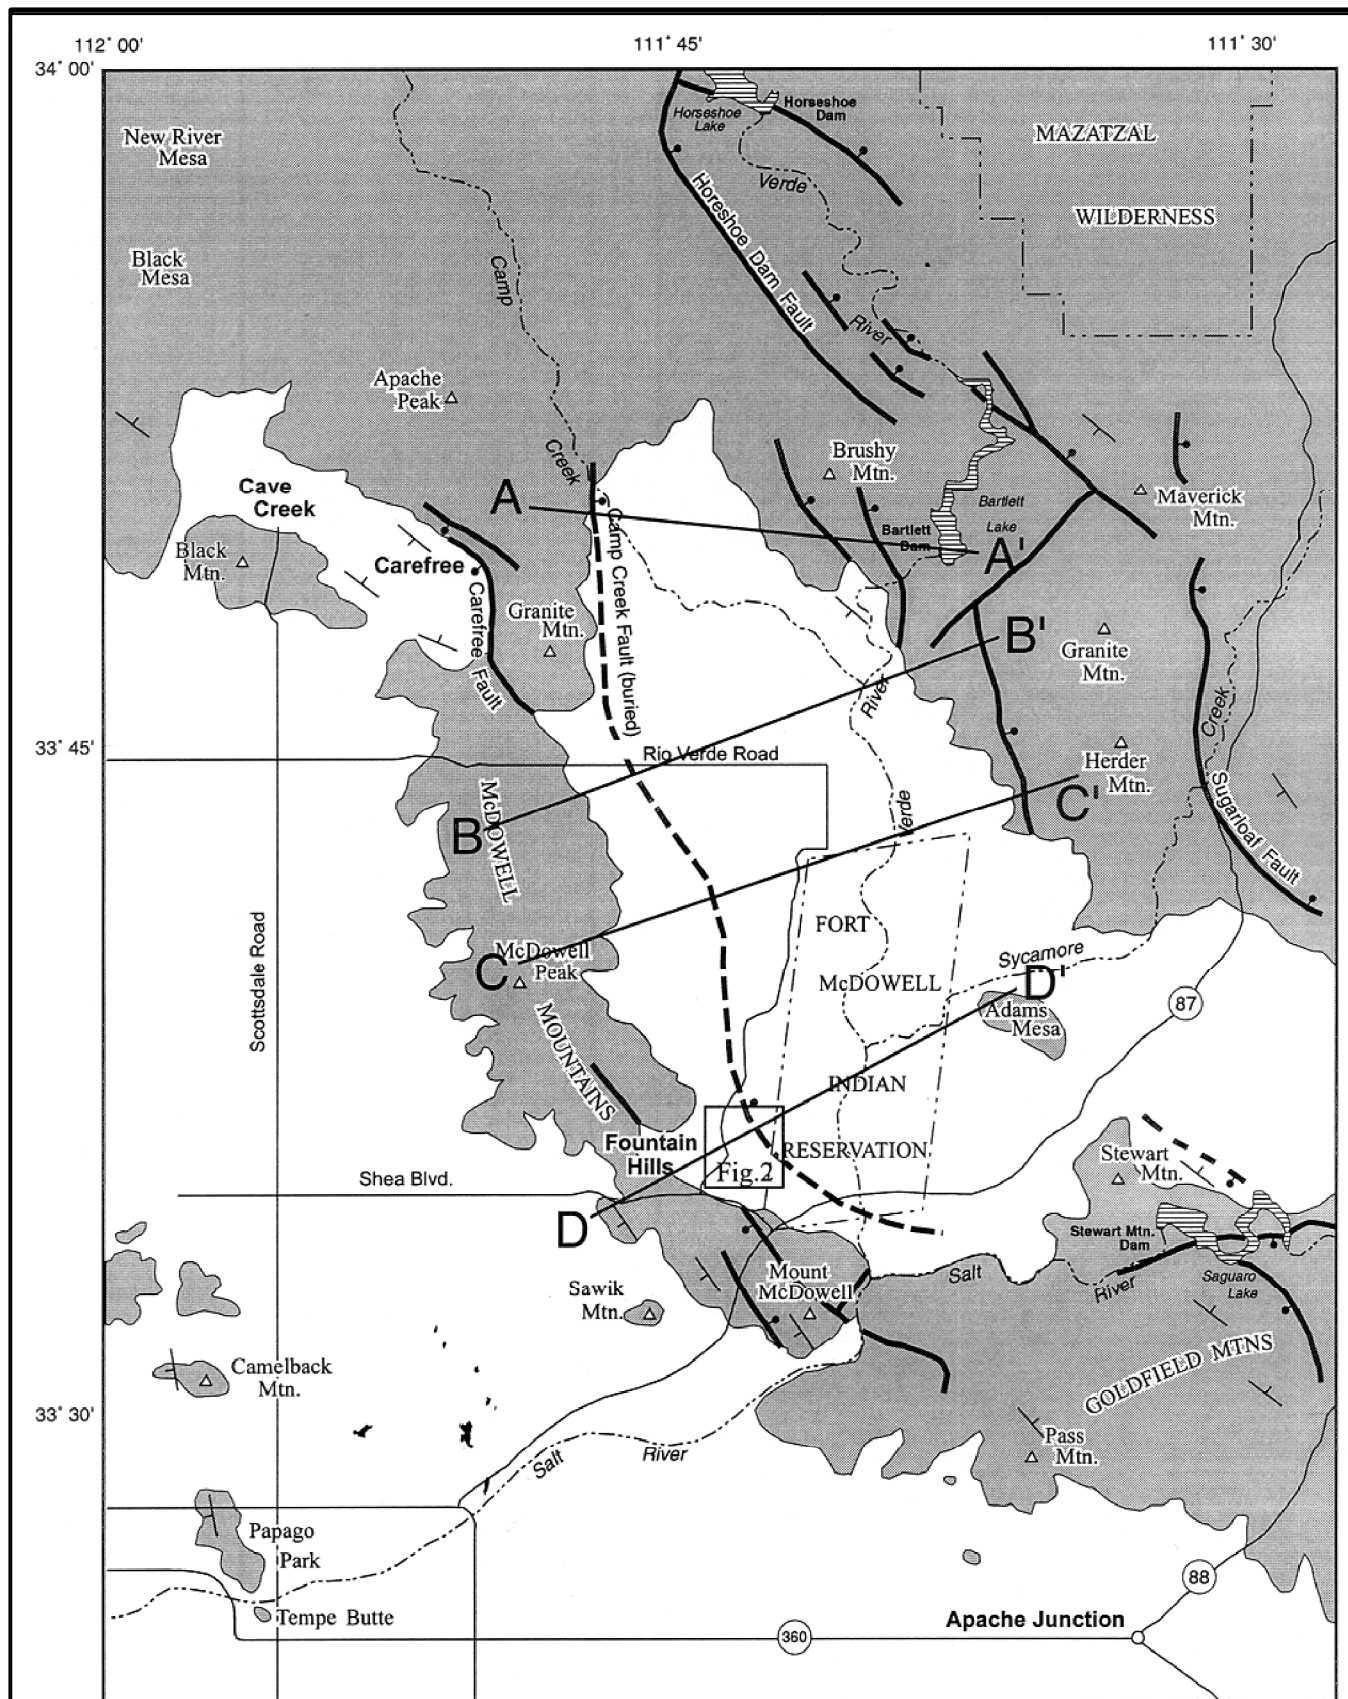 112° 00'
111° 45'
111° 30'
34° 00'
New River
Mesa
Horseshoe
Lake
Horseshoe
Dam
MAZATZAL
WILDERNESS
Verde
Black
Mesa
Camp
Horeshoe Dam Fault
River
Apache
Peak
Creek
Brushy
Mtn.
Cave
Creek
A
Bartlett
Lake
Maverick
Mtn.
Bartlett
Dam
A'
Black
Mtn.
Carefree
Camp Creek Fault (buried)
Carefree
Fault
Granite
Mtn.
B'
Granite
Mtn.
River
Creek
33° 45'
Rio Verde Road
Herder
Mtn.
C'
B
McDOWELL
Verde
Sugarloaf Fault
Scottsdale Road
FORT
McDowell
Peak
C
Sycamore
McDOWELL
D'
87
Adams
Mesa
MOUNTAINS
INDIAN
Fountain
Hills
RESERVATION
Fig.2
Stewart
Mtn.
Shea Blvd.
D
Stewart Mtn.
Dam
Mount
McDowell
Salt
River
Saguaro
Lake
Sawik
Mtn.
Camelback
Mtn.
GOLDFIELD MTNS
33° 30'
Pass
Mtn.
Salt
River
Papago
Park
88
Tempe Butte
Apache Junction
360